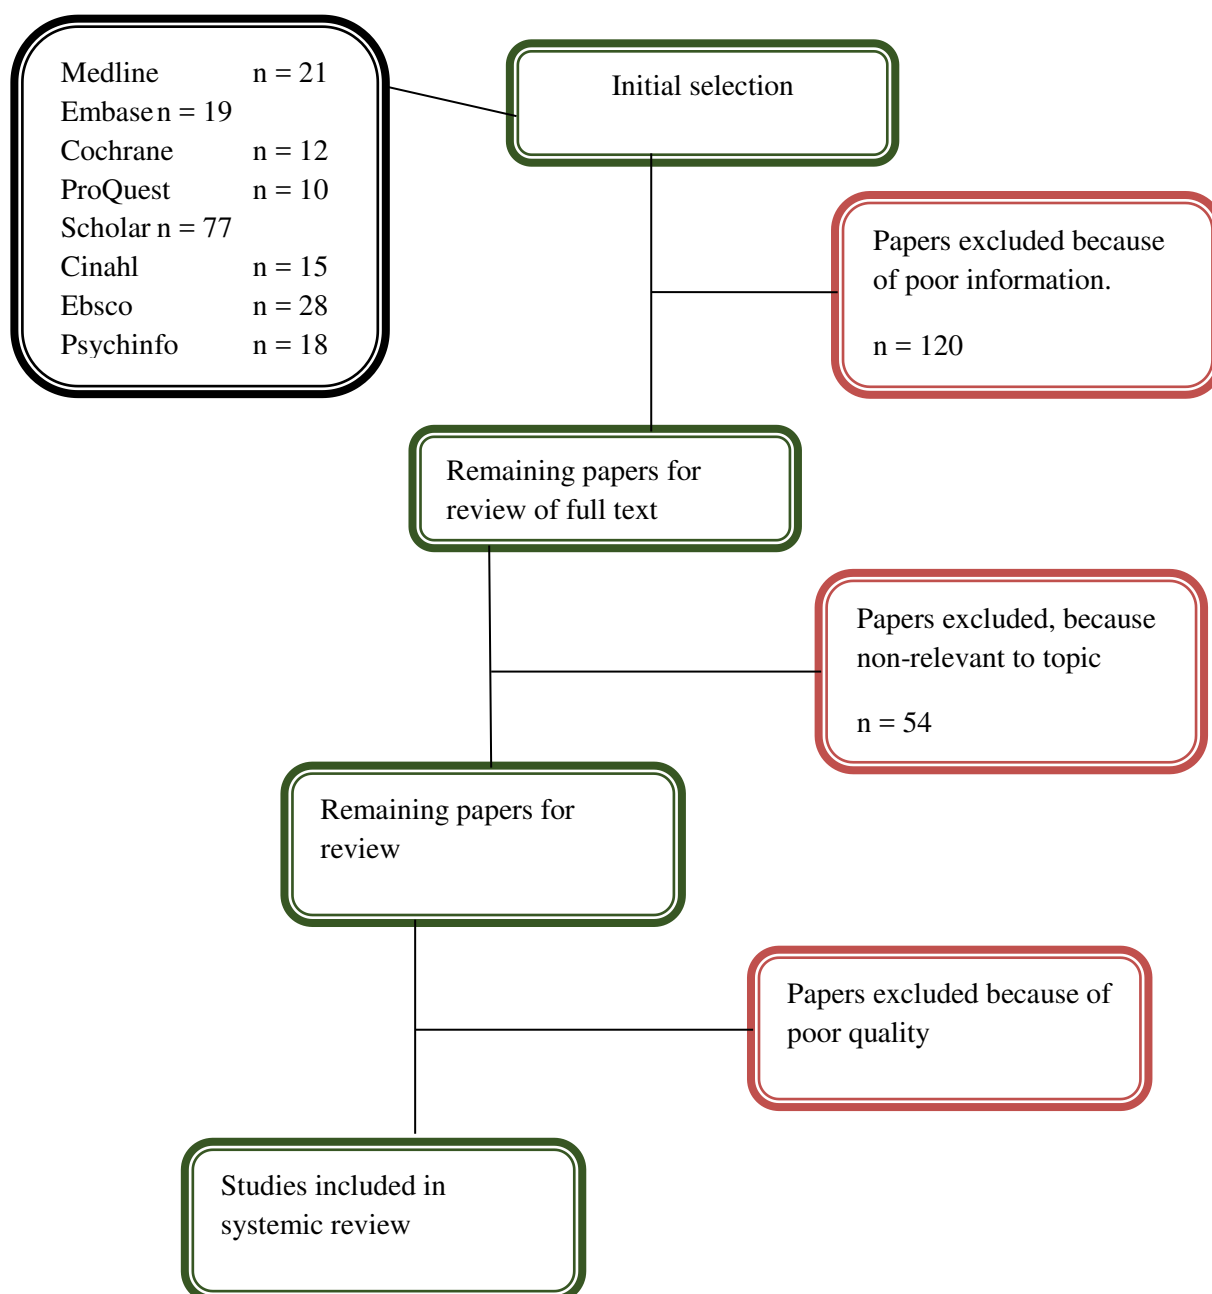 Medline n = 21
Embase n = 19
Cochrane n = 12
ProQuest n = 10
Scholar n = 77
Cinahl n = 15
Ebsco n = 28
Psychinfo n = 18
Initial selection
Papers excluded because
of poor information.
n = 120
Remaining papers for
review of full text
Papers excluded, because
non-relevant to topic
n = 54
Remaining papers for
review
Papers excluded because of
poor quality
Studies included in
systemic review